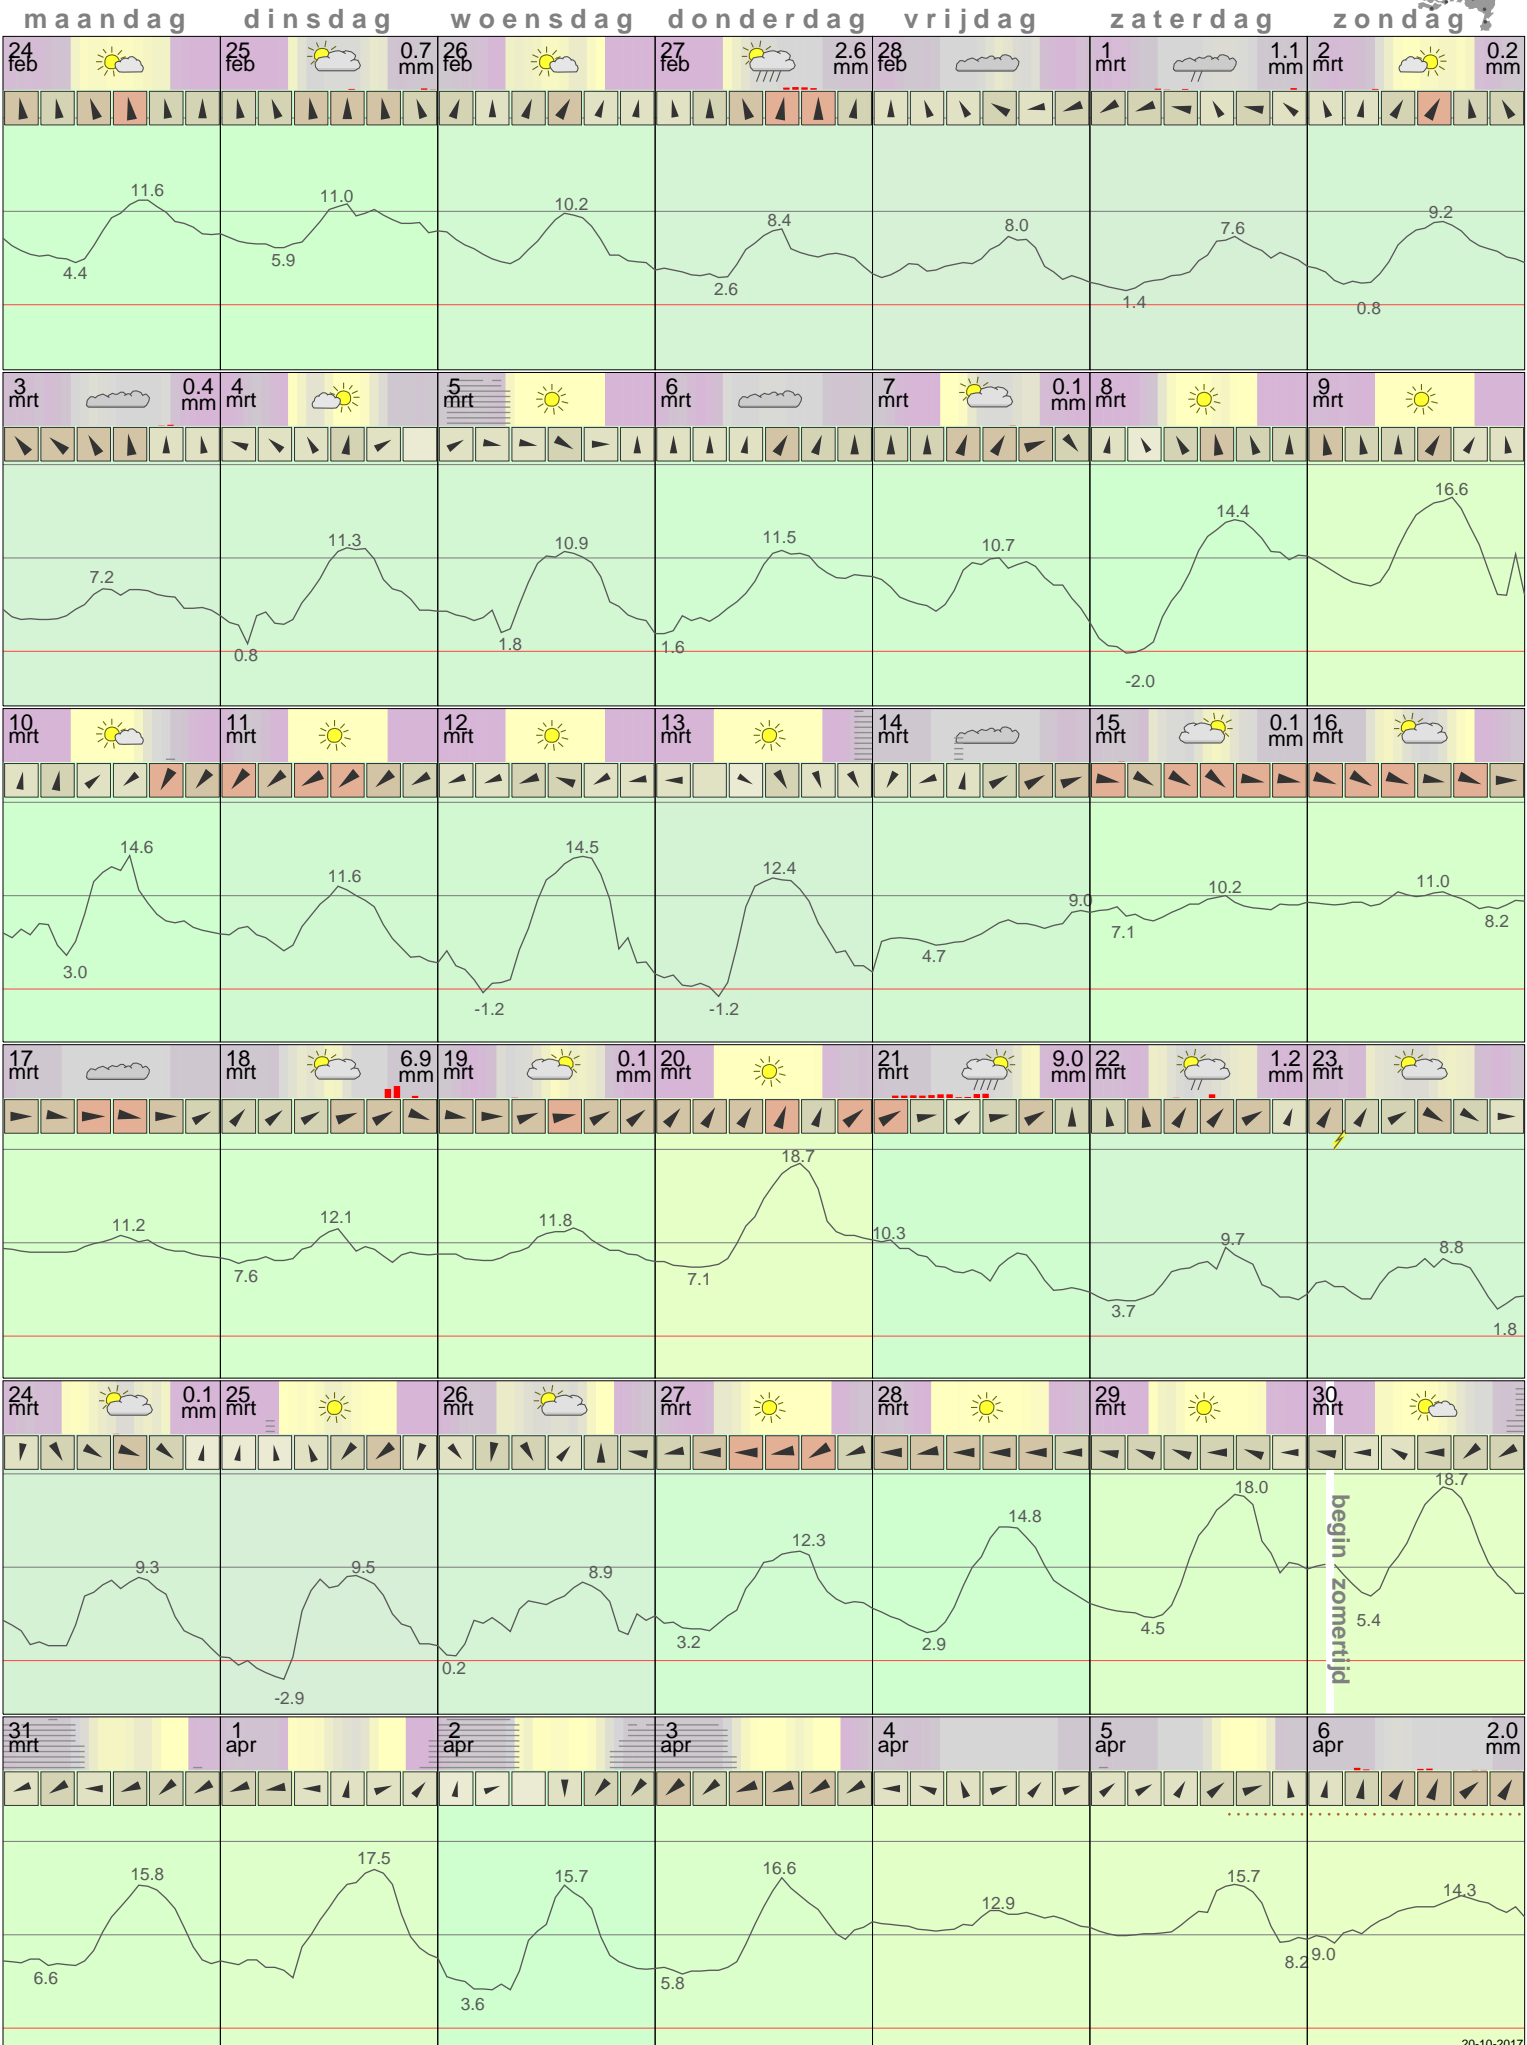 maandag dinsdag woensdag donderdag vrijdag zaterdag zondag
24 feb 25 feb 0.7 mm 26 feb 27 feb 2.6 mm 28 feb 1 mrt 1.1 mm 2 mrt 0.2 mm
11.6 11.0 10.2 8.4 8.0 7.6 9.2
4.4 5.9 2.6 1.4 0.8
3 mrt 0.4 mm 4 mrt 5 mrt 6 mrt 7 mrt 0.1 mm 8 mrt 9 mrt
7.2 11.3 10.9 11.5 10.7 14.4 16.6
0.8 1.8 1.6 -2.0
10 mrt 11 mrt 12 mrt 13 mrt 14 mrt 15 mrt 0.1 mm 16 mrt
14.6 11.6 14.5 12.4 9.0 10.2 11.0
3.0 -1.2 -1.2 4.7 7.1 8.2
17 mrt 18 mrt 6.9 mm 19 mrt 0.1 mm 20 mrt 21 mrt 9.0 mm 22 mrt 1.2 mm 23 mrt
11.2 12.1 11.8 18.7 10.3 9.7 8.8
7.6 7.1 3.7 1.8
24 mrt 0.1 mm 25 mrt 26 mrt 27 mrt 28 mrt 29 mrt 30 mrt
9.3 9.5 8.9 12.3 14.8 18.0 18.7
-2.9 0.2 3.2 2.9 4.5 5.4
begin zomertijd
31 mrt 1 apr 2 apr 3 apr 4 apr 5 apr 6 apr 2.0 mm
15.8 17.5 15.7 16.6 12.9 15.7 14.3
6.6 3.6 5.8 8.2 9.0
20-10-2017